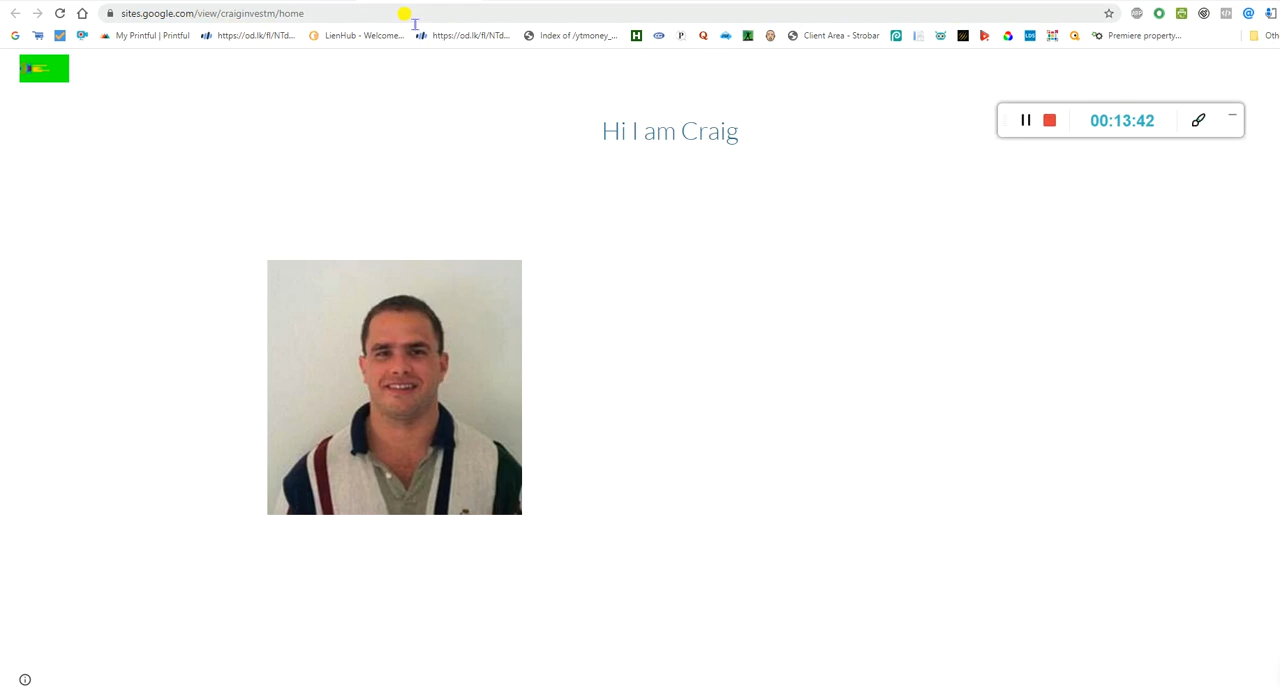 sites.google.com/view/craiginvestm/home
My Printful | Printful
https://od.lk/fl/NTd...
LienHub - Welcome...
https://od.lk/fl/NTd...
Index of /ytmoney_...
Client Area - Strobar
Premiere property...
Oth
Hi I am Craig
00:13:42